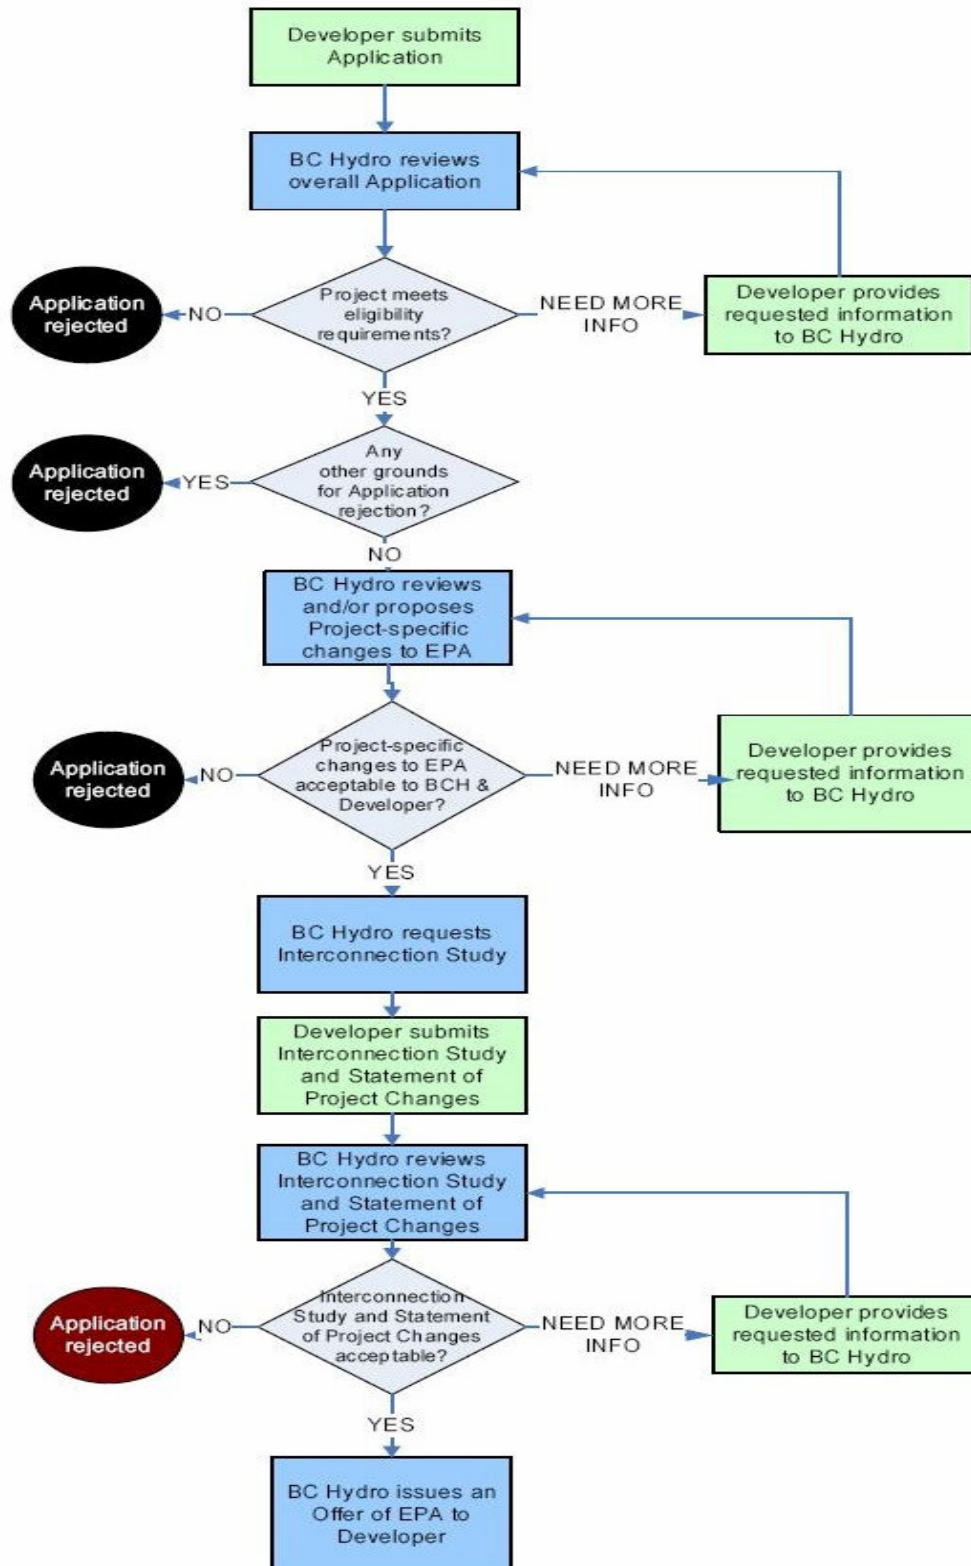 Developer submits
Application
BC Hydro reviews
overall Application
Application
rejected
NO
Project meets
eligibility
requirements?
NEED MORE
INFO
Developer provides
requested information
to BC Hydro
YES
Application
rejected
YES
Any
other grounds
for Application
rejection?
NO
BC Hydro reviews
and/or proposes
Project-specific
changes to EPA
Application
rejected
NO
Project-specific
changes to EPA
acceptable to BCH &
Developer?
NEED MORE
INFO
Developer provides
requested information
to BC Hydro
YES
BC Hydro requests
Interconnection Study
Developer submits
Interconnection Study
and Statement of
Project Changes
BC Hydro reviews
Interconnection Study
and Statement of
Project Changes
Application
rejected
NO
Interconnection
Study and Statement
of Project Changes
acceptable?
NEED MORE
INFO
Developer provides
requested information
to BC Hydro
YES
BC Hydro issues an
Offer of EPA to
Developer